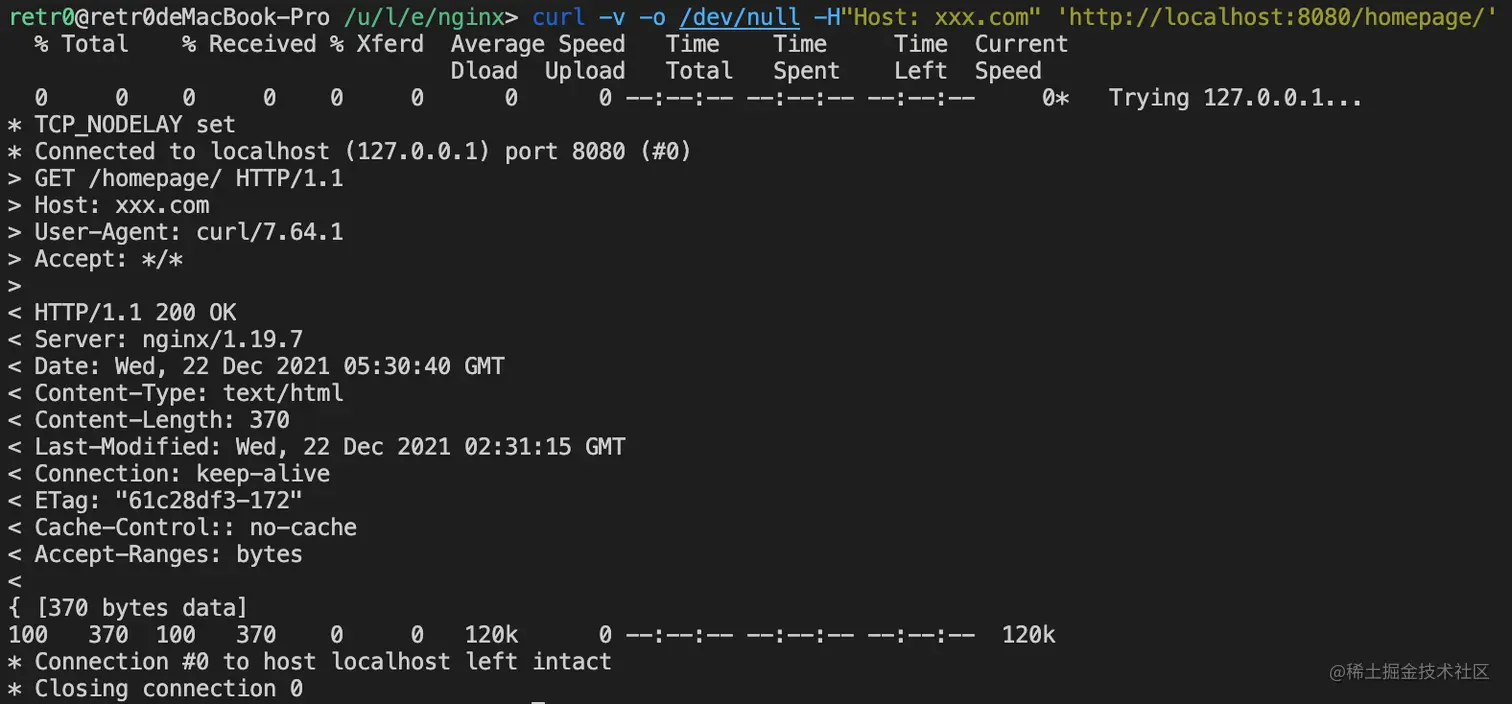 retr0@retr0deMacBook-Pro /u/l/e/nginx> curl -v -o /dev/null -H"Host: xxx.com" 'http://localhost:8080/homepage/'
% Total % Received % Xferd Average Speed Time Time Time Current
Dload Upload Total Spent Left Speed
0 0 0 0 0 0 0 0 --:--:-- --:--:-- --:--:-- 0* Trying 127.0.0.1...
* TCP_NODELAY set
* Connected to localhost (127.0.0.1) port 8080 (#0)
> GET /homepage/ HTTP/1.1
> Host: xxx.com
> User-Agent: curl/7.64.1
> Accept: */*
>
< HTTP/1.1 200 OK
< Server: nginx/1.19.7
< Date: Wed, 22 Dec 2021 05:30:40 GMT
< Content-Type: text/html
< Content-Length: 370
< Last-Modified: Wed, 22 Dec 2021 02:31:15 GMT
< Connection: keep-alive
< ETag: "61c28df3-172"
< Cache-Control:: no-cache
< Accept-Ranges: bytes
<
{ [370 bytes data]
100 370 100 370 0 0 120k 0 --:--:-- --:--:-- --:--:-- 120k
* Connection #0 to host localhost left intact
* Closing connection 0
@稀土掘金技术社区